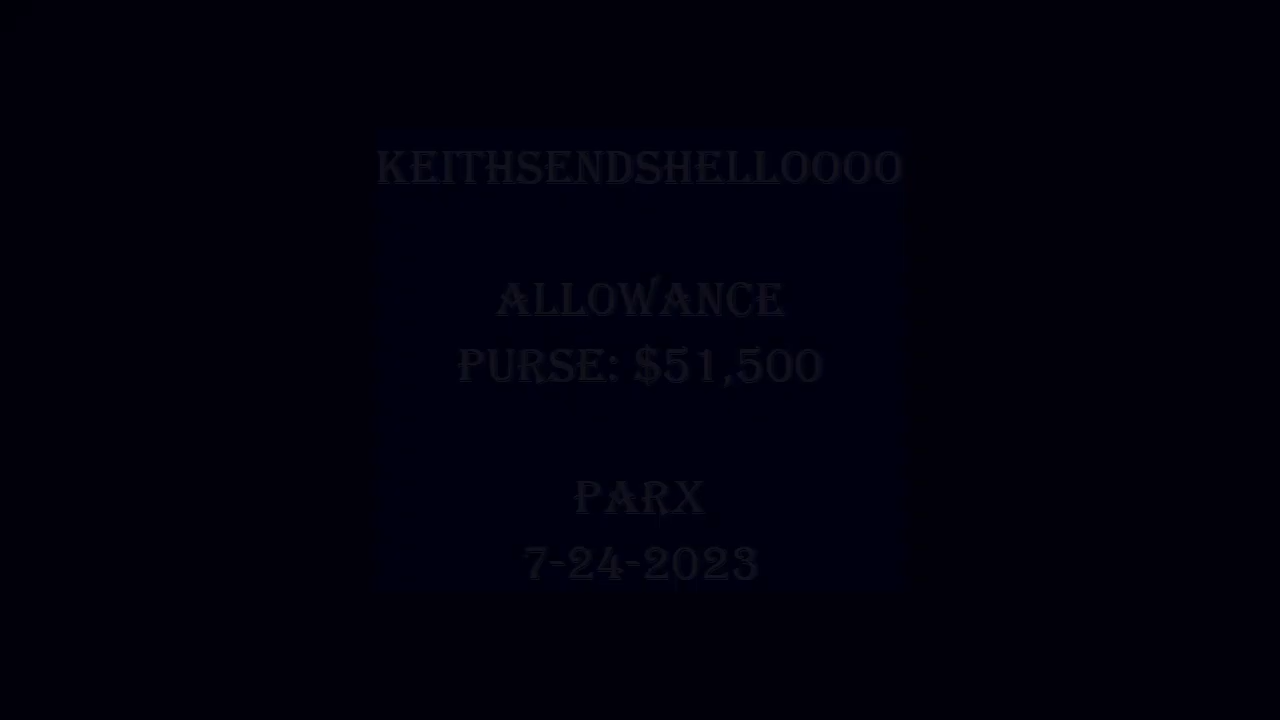 KEITHSENDSHELLOOOO
ALLOWANCE
PURSE: $51,500
PARX
7-24-2023